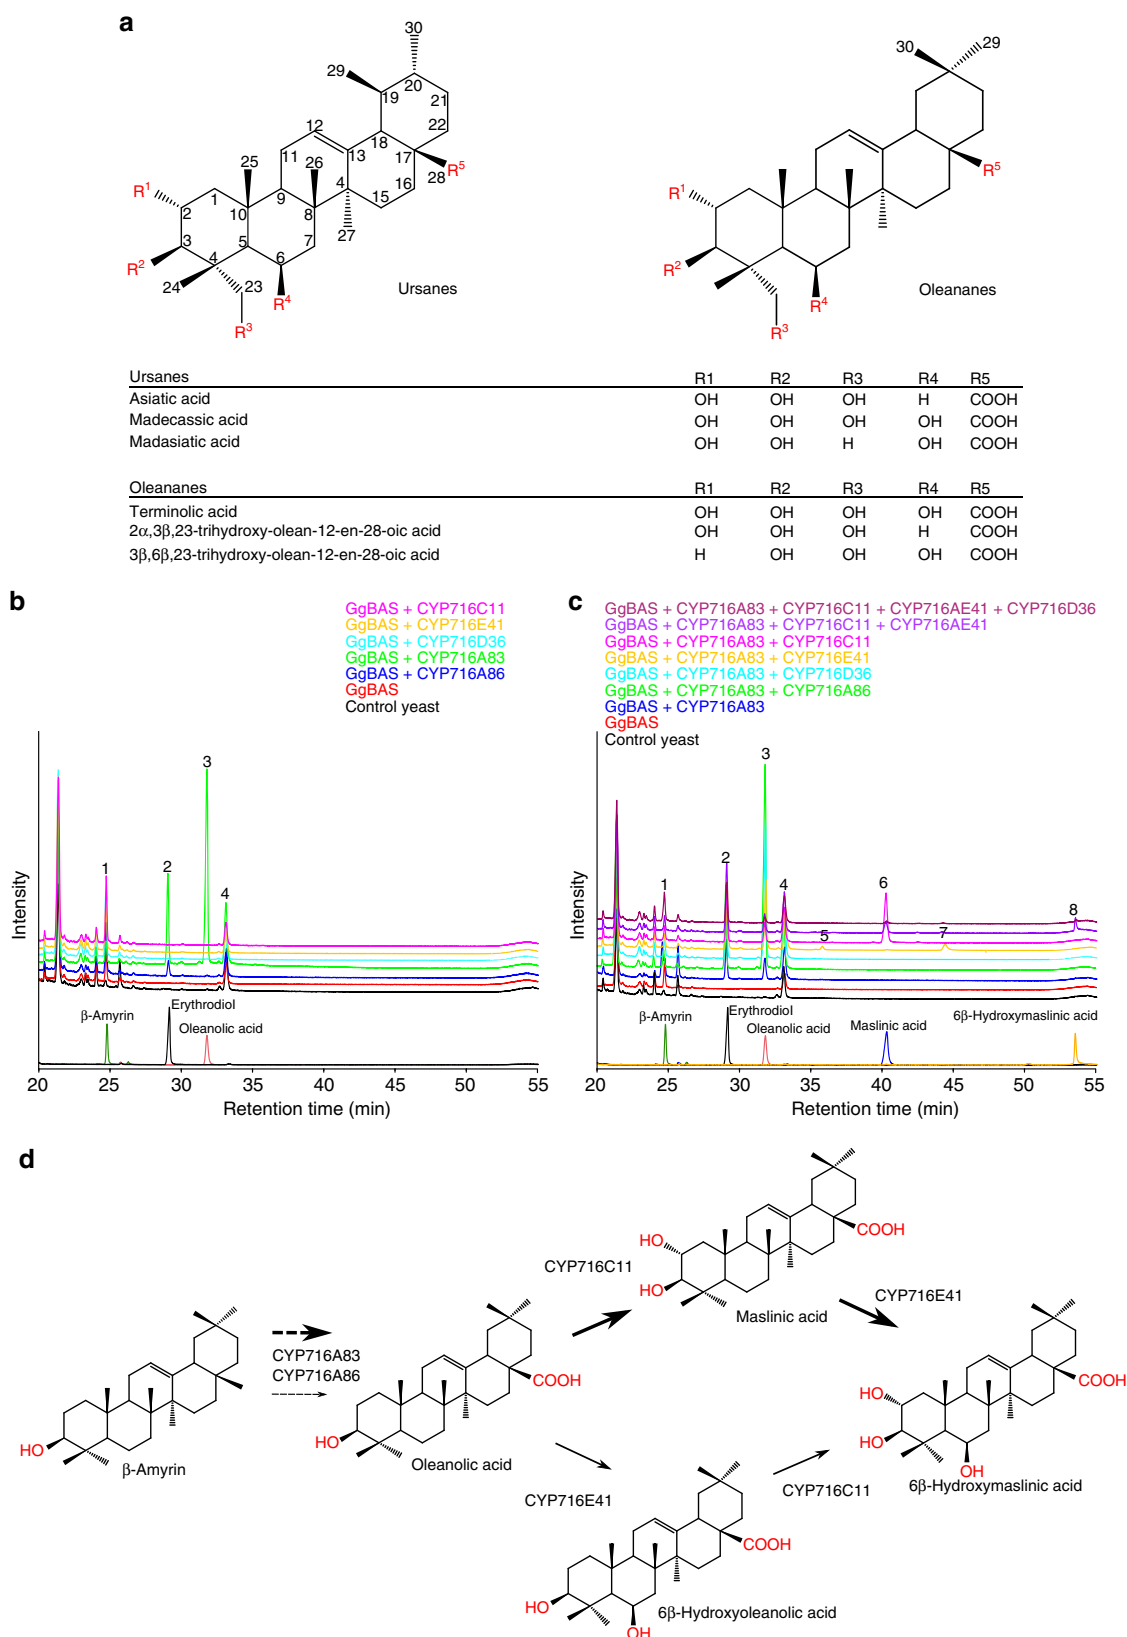 a
30
29
20
19
21
12
22
11
18
13
17
R⁵
25
26
28
R¹
1
4
16
9
15
2
10
8
3
5
7
27
6
R²
4
24
23
R⁴
R³
Ursanes
30
29
R⁵
R¹
R²
R⁴
R³
Oleananes
Ursanes R1 R2 R3 R4 R5
Asiatic acid OH OH OH H COOH
Madecassic acid OH OH OH OH COOH
Madasiatic acid OH OH H OH COOH
Oleananes R1 R2 R3 R4 R5
Terminolic acid OH OH OH OH COOH
2α,3β,23-trihydroxy-olean-12-en-28-oic acid OH OH OH H COOH
3β,6β,23-trihydroxy-olean-12-en-28-oic acid H OH OH OH COOH
b
GgBAS + CYP716C11
GgBAS + CYP716E41
GgBAS + CYP716D36
GgBAS + CYP716A83
GgBAS + CYP716A86
GgBAS
Control yeast
3
1
2
4
Intensity
β-Amyrin
Erythrodiol
Oleanolic acid
20 25 30 35 40 45 50 55
Retention time (min)
c
GgBAS + CYP716A83 + CYP716C11 + CYP716AE41 + CYP716D36
GgBAS + CYP716A83 + CYP716C11 + CYP716AE41
GgBAS + CYP716A83 + CYP716C11
GgBAS + CYP716A83 + CYP716E41
GgBAS + CYP716A83 + CYP716D36
GgBAS + CYP716A83 + CYP716A86
GgBAS + CYP716A83
GgBAS
Control yeast
3
2
1
4
6
5
7
8
Intensity
β-Amyrin
Erythrodiol
Oleanolic acid
Maslinic acid
6β-Hydroxymaslinic acid
20 25 30 35 40 45 50 55
Retention time (min)
d
HO
β-Amyrin
CYP716A83
CYP716A86
COOH
HO
Oleanolic acid
CYP716C11
COOH
HO
HO
Maslinic acid
CYP716E41
CYP716E41
COOH
HO
OH
6β-Hydroxyoleanolic acid
CYP716C11
COOH
HO
HO
OH
6β-Hydroxymaslinic acid